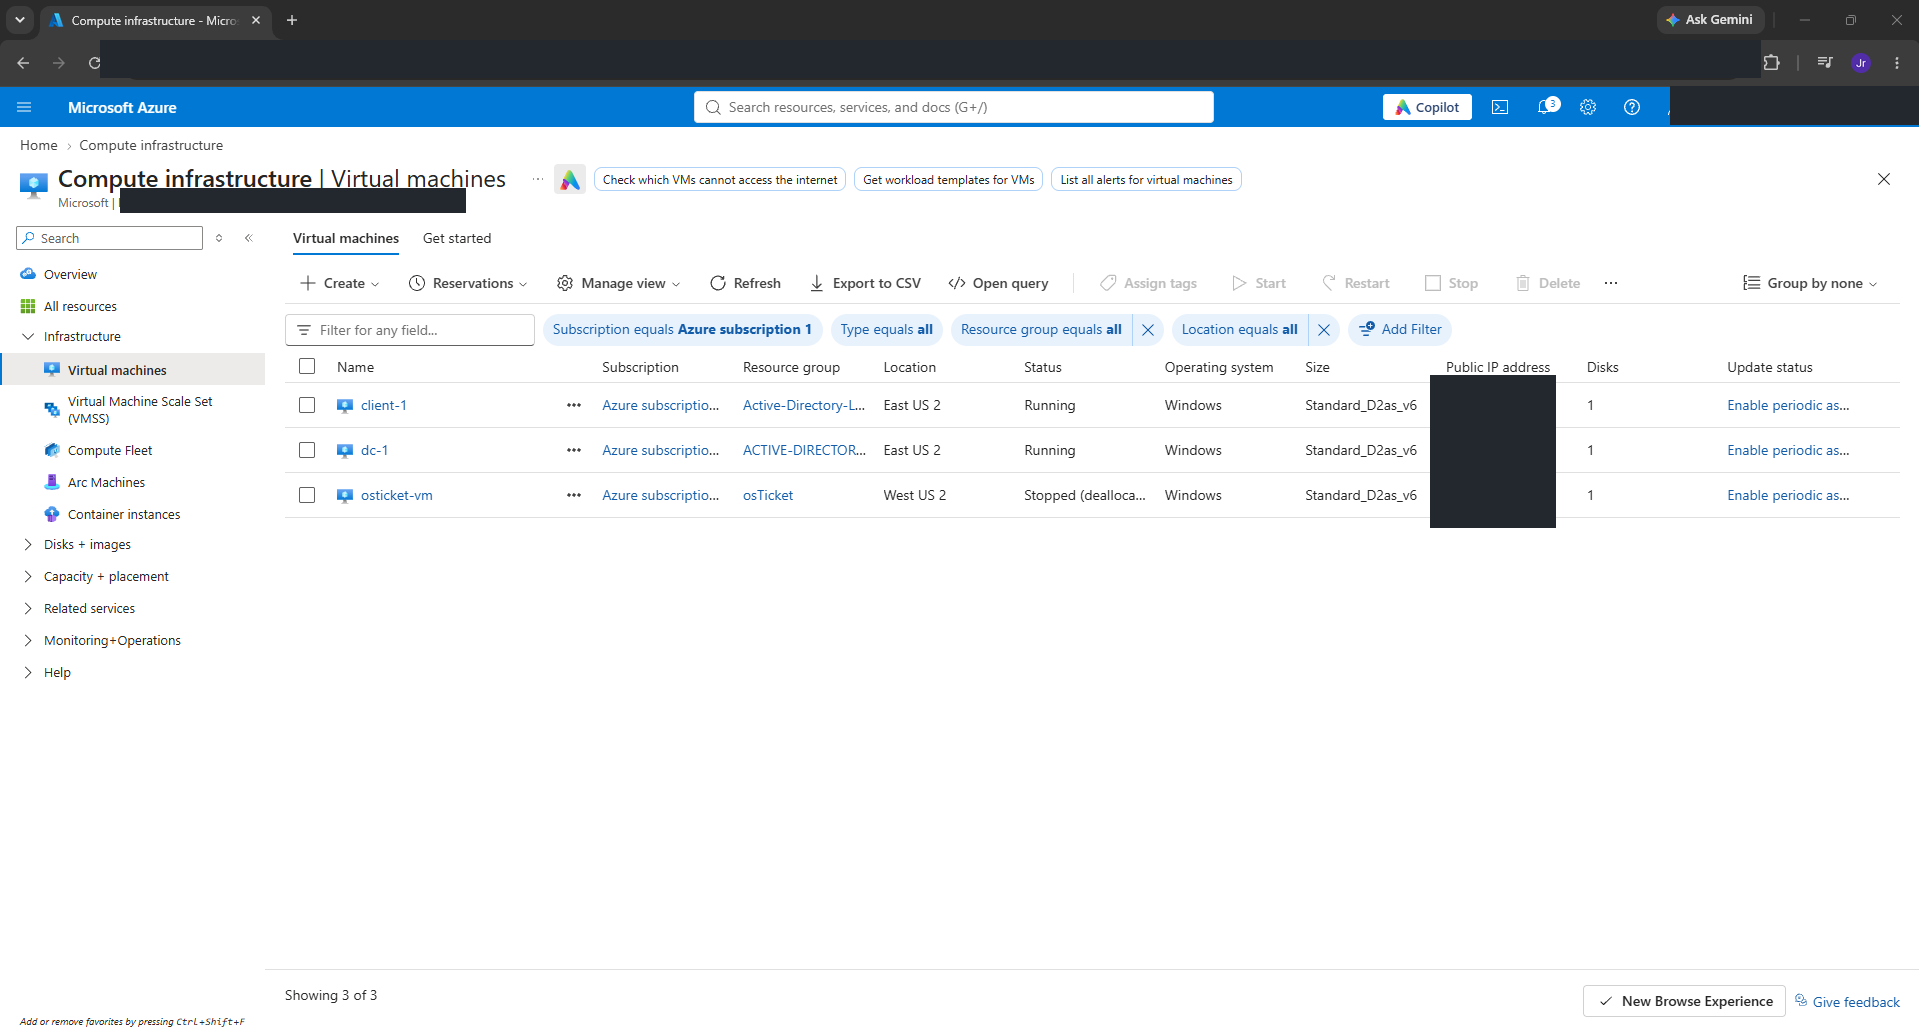 Compute infrastructure - Micro
Ask Gemini
Jr
Microsoft Azure
Search resources, services, and docs (G+/)
Copilot
3
Home > Compute infrastructure
Compute infrastructure | Virtual machines
...
Check which VMs cannot access the internet
Get workload templates for VMs
List all alerts for virtual machines
Microsoft |
Search
Overview
All resources
Infrastructure
Virtual machines
Virtual Machine Scale Set
(VMSS)
Compute Fleet
Arc Machines
Container instances
Disks + images
Capacity + placement
Related services
Monitoring+Operations
Help
Add or remove favorites by pressing Ctrl+Shift+F
Virtual machines Get started
Create Reservations Manage view Refresh Export to CSV Open query Assign tags Start Restart Stop Delete ... Group by none
Filter for any field... Subscription equals Azure subscription 1 Type equals all Resource group equals all Location equals all Add Filter
Name Subscription Resource group Location Status Operating system Size Public IP address Disks Update status
client-1 ... Azure subscriptio... Active-Directory-L... East US 2 Running Windows Standard_D2as_v6 1 Enable periodic as...
dc-1 ... Azure subscriptio... ACTIVE-DIRECTOR... East US 2 Running Windows Standard_D2as_v6 1 Enable periodic as...
osticket-vm ... Azure subscriptio... osTicket West US 2 Stopped (dealloca... Windows Standard_D2as_v6 1 Enable periodic as...
Showing 3 of 3
New Browse Experience
Give feedback